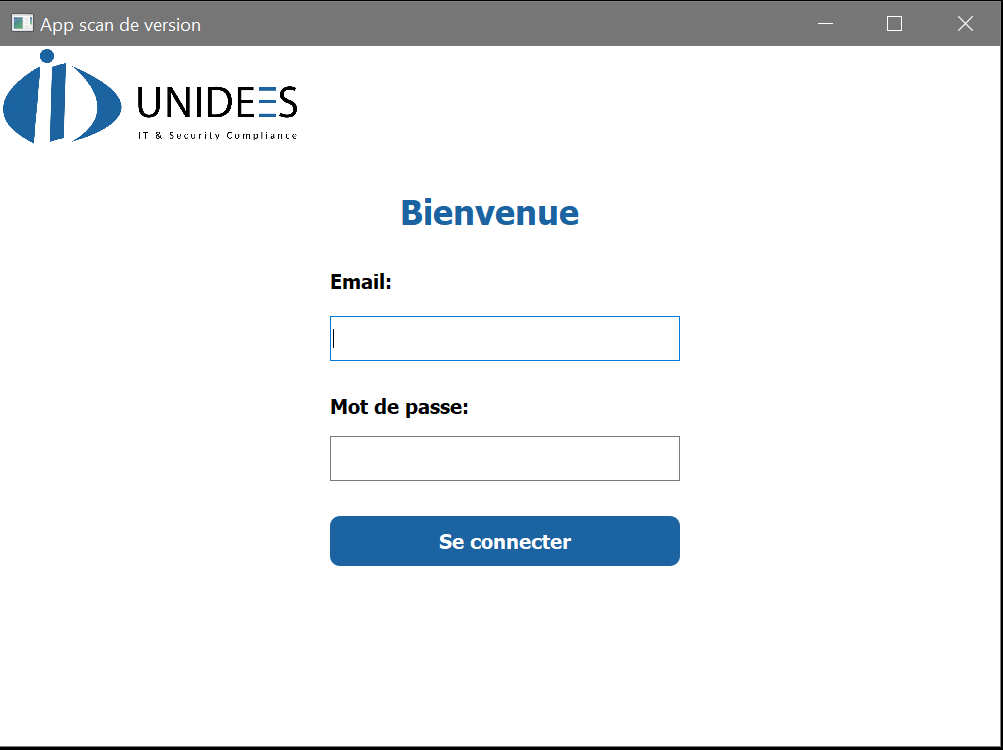 App scan de version
UNIDEES
IT & Security Compliance
Bienvenue
Email:
Mot de passe:
Se connecter